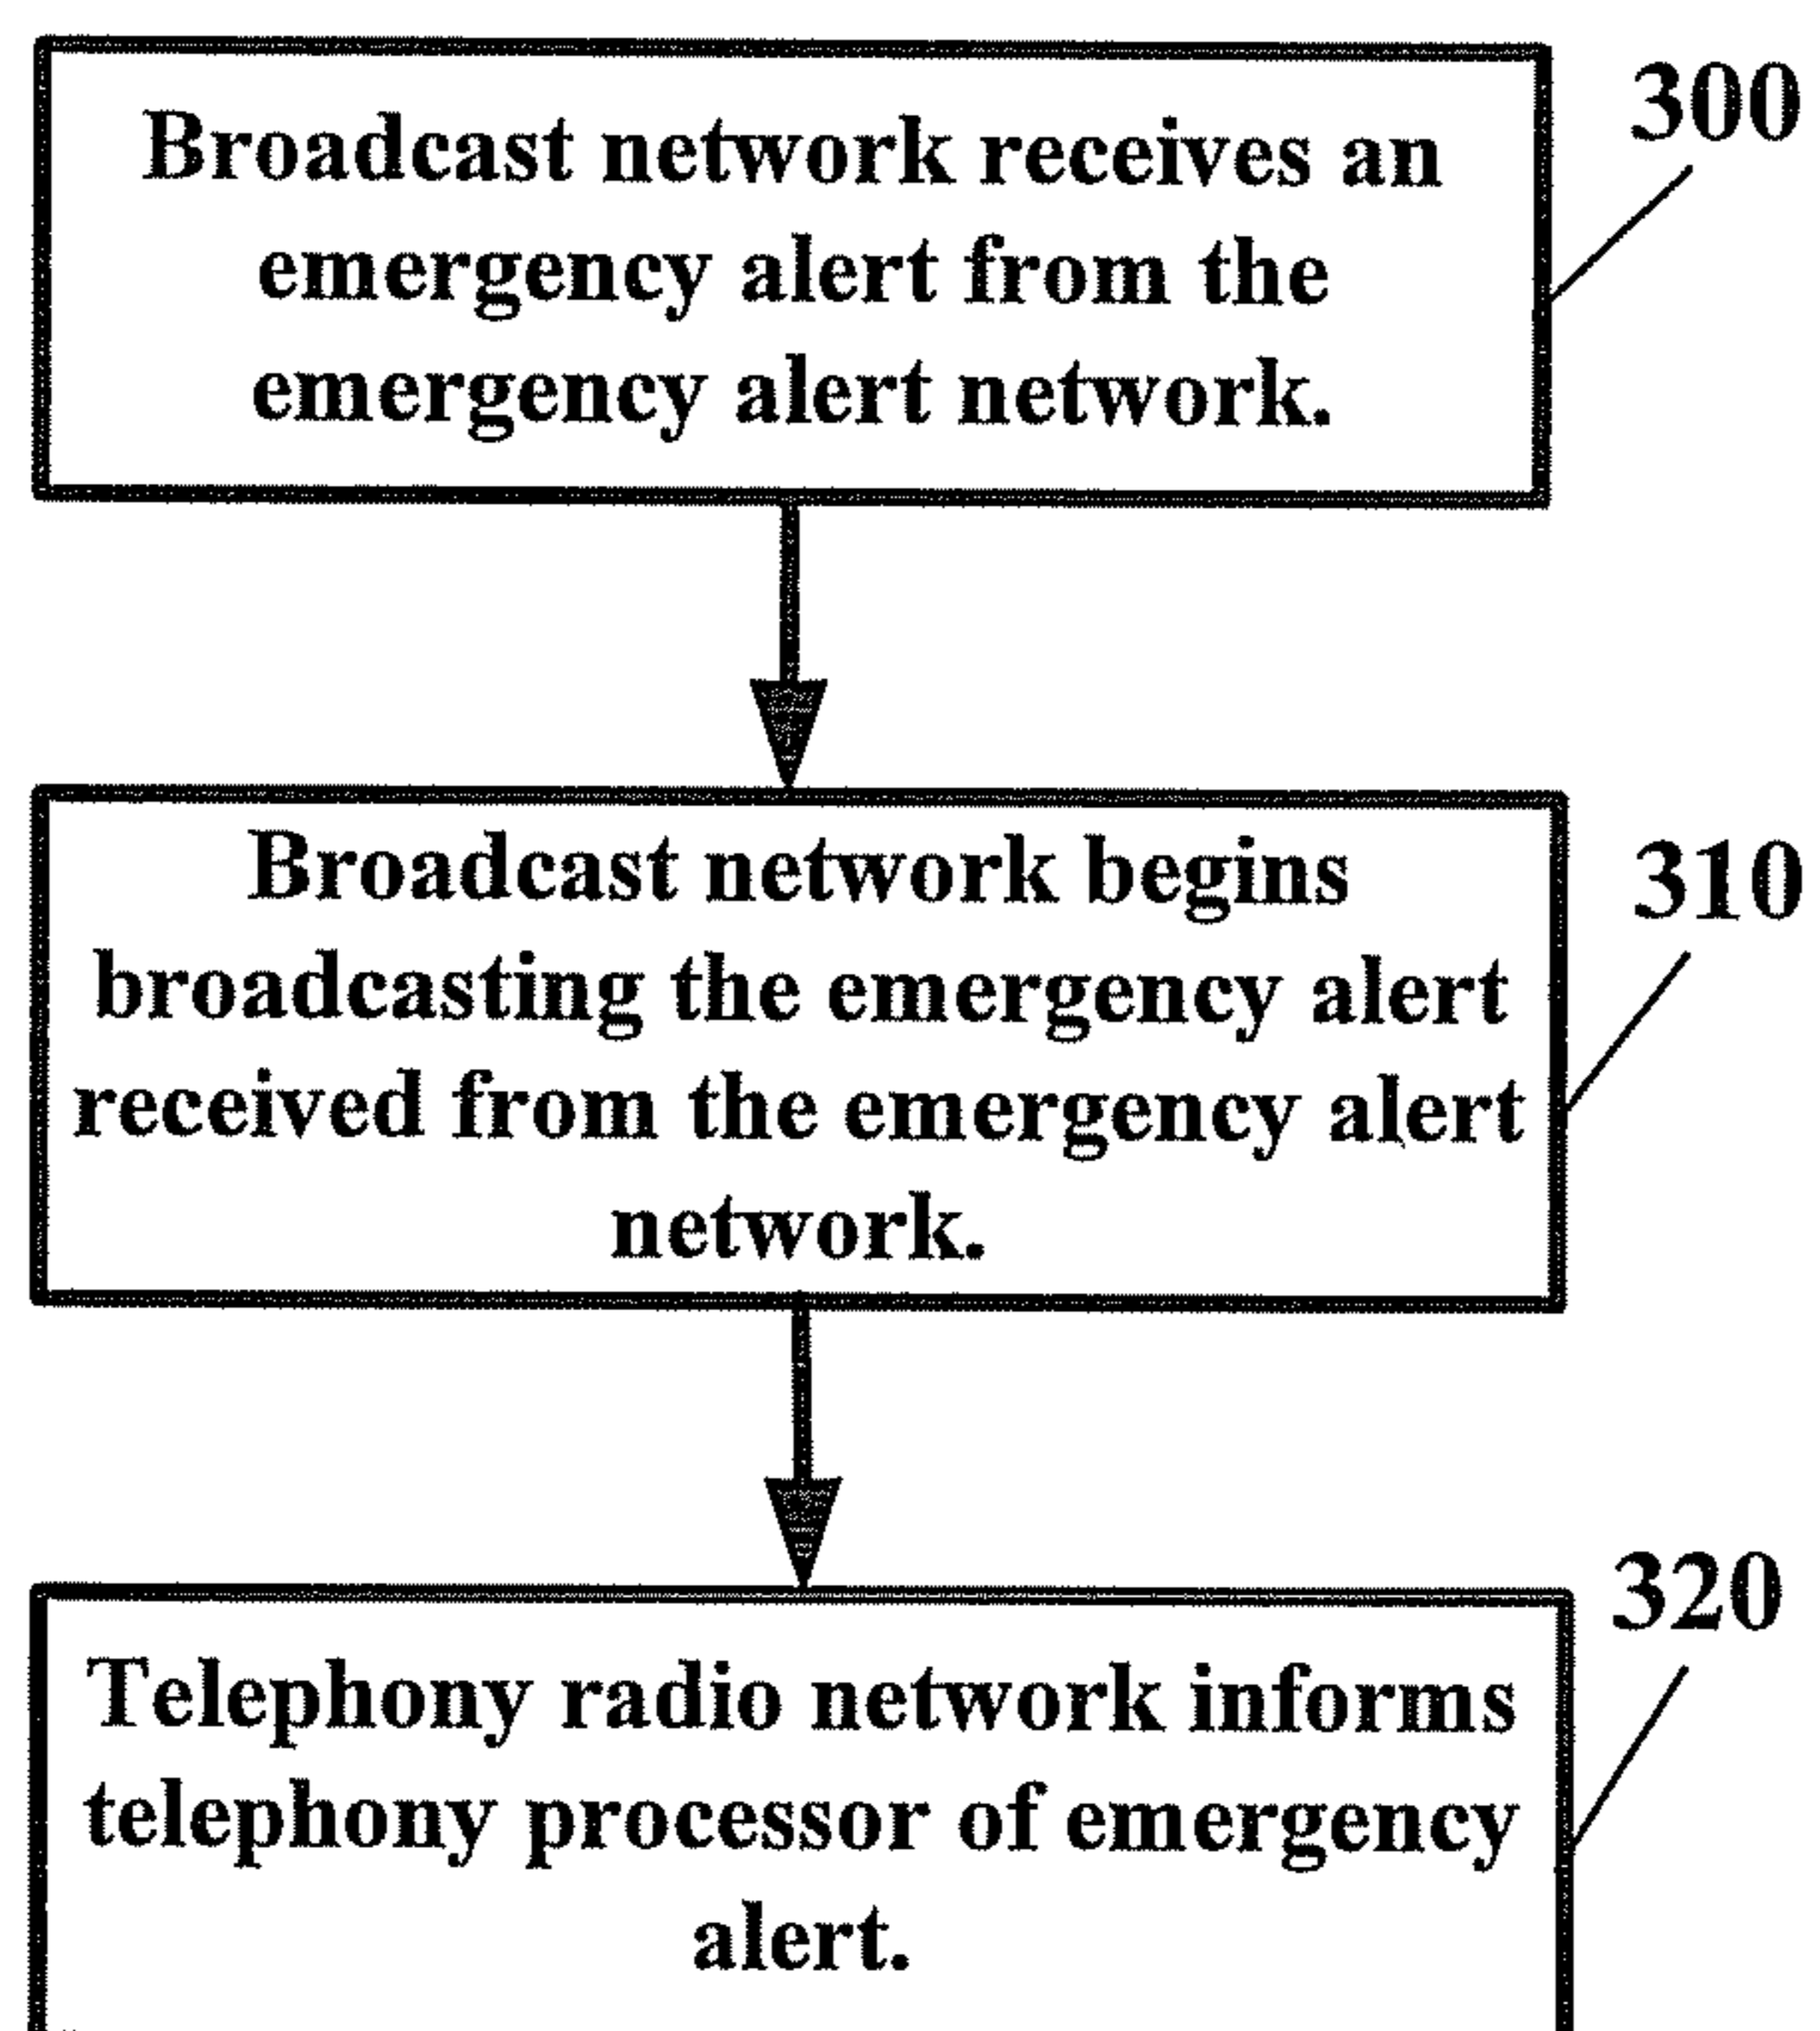 300
Broadcast network receives an
emergency alert from the
emergency alert network.
310
Broadcast network begins
broadcasting the emergency alert
received from the emergency alert
network.
320
Telephony radio network informs
telephony processor of emergency
alert.